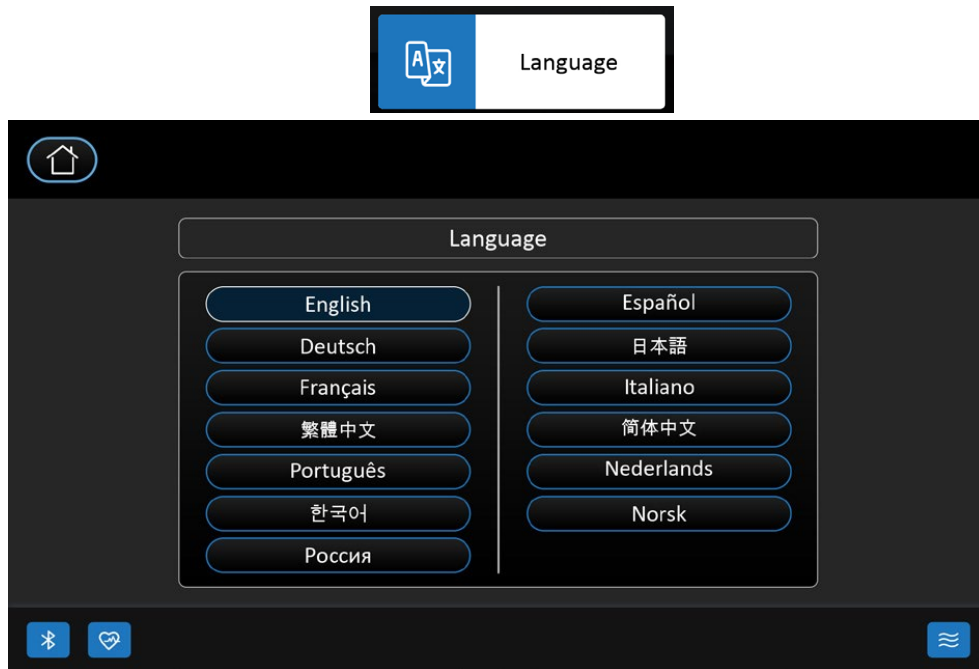 Language
Language
English
Deutsch
Français
繁體中文
Português
한국어
Россия
Español
日本語
Italiano
简体中文
Nederlands
Norsk